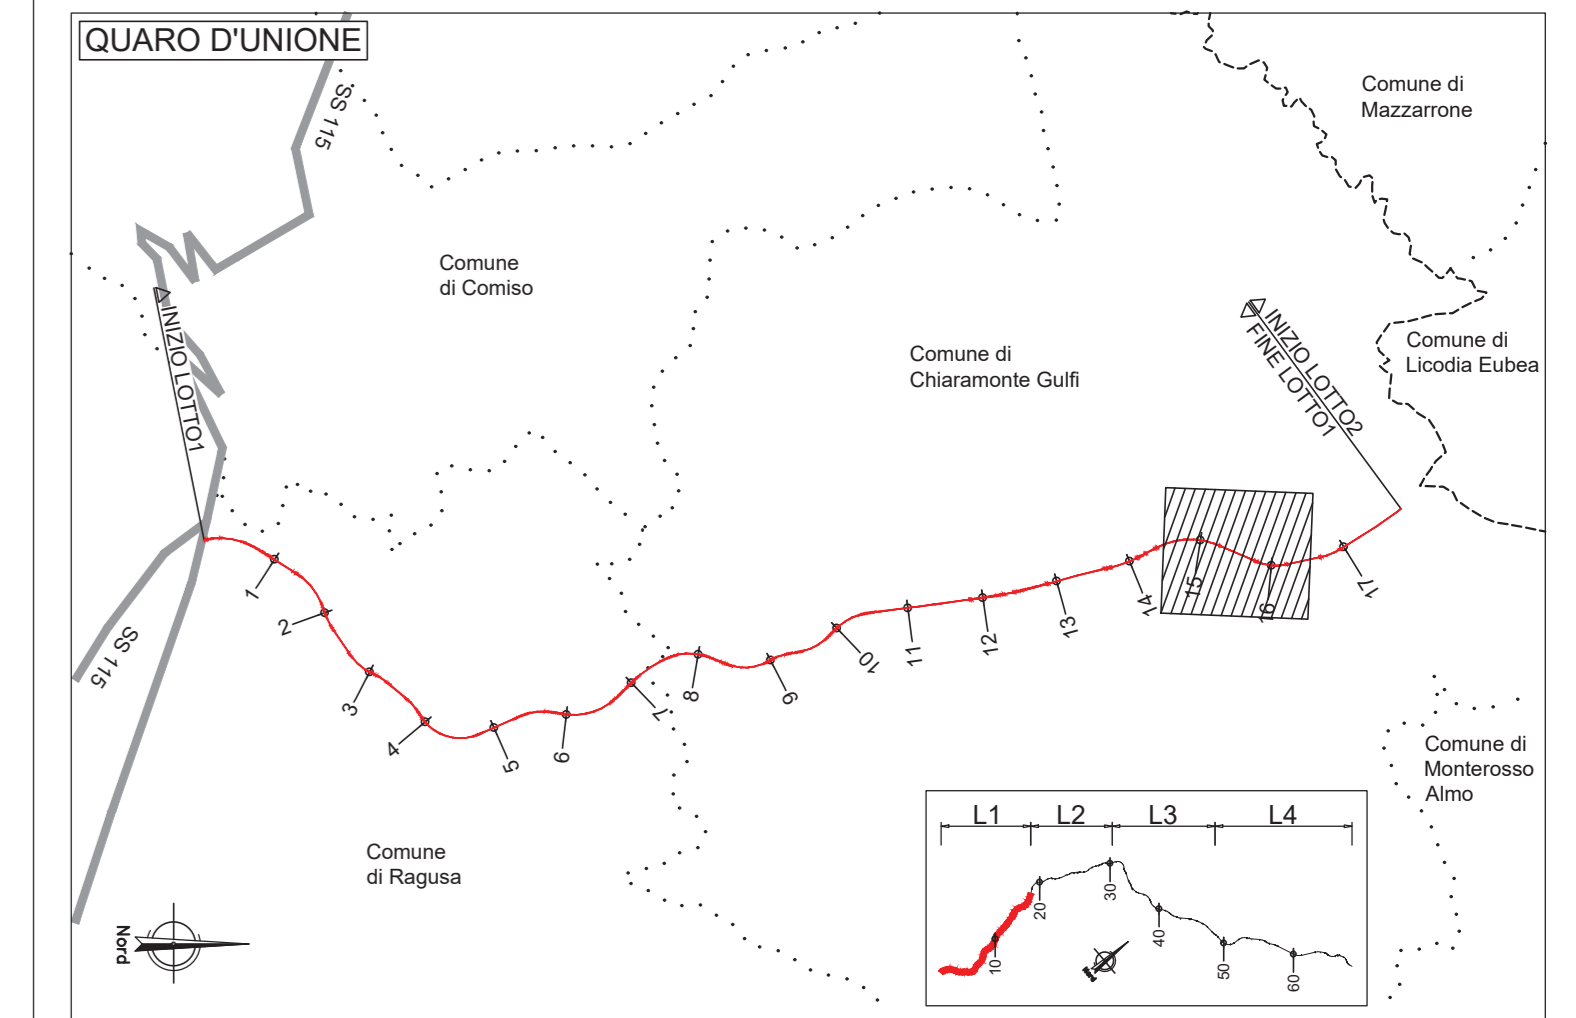 QUARO D'UNIONE
SS 115
Comune di
Mazzarrone
Comune
di Comiso
INIZIO LOTTO1
INIZIO LOTTO2
FINE LOTTO1
Comune di
Chiaramonte Gulfi
Comune di
Licodia Eubea
1
2
3
4
5
6
7
8
9
10
11
12
13
14
15
16
17
SS 115
Comune
di Ragusa
Comune di
Monterosso
Almo
Nord
L1
L2
L3
L4
10
20
30
40
50
60